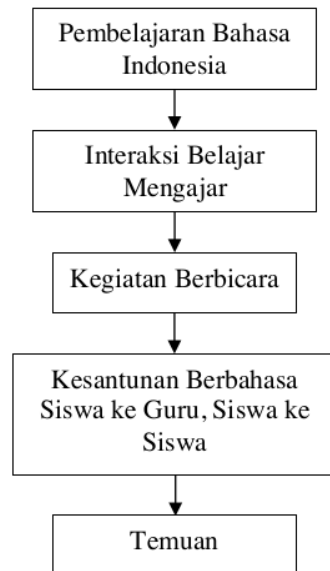 Pembelajaran Bahasa
Indonesia
Interaksi Belajar
Mengajar
Kegiatan Berbicara
Kesantunan Berbahasa
Siswa ke Guru, Siswa ke
Siswa
Temuan